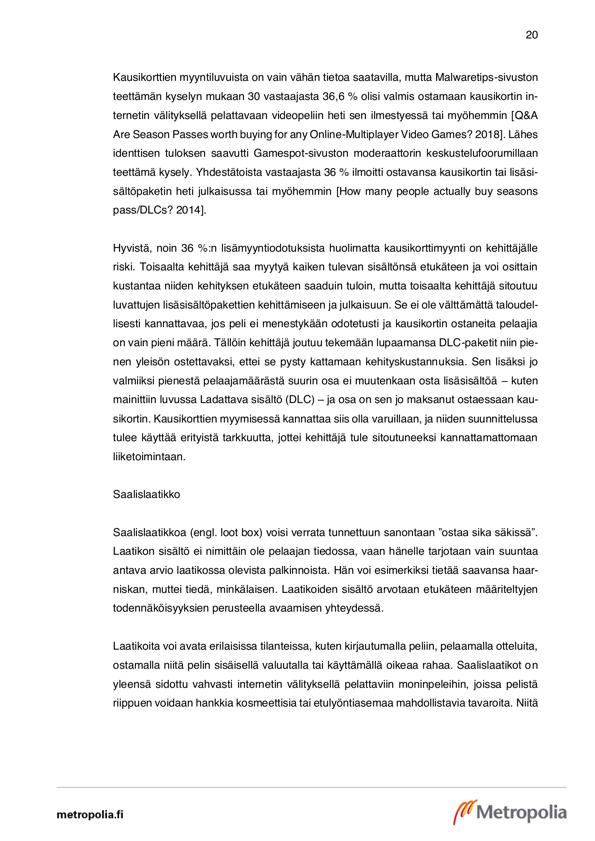 20
Kausikorttien myyntiluvuista on vain vähän tietoa saatavilla, mutta Malwaretips-sivuston
teettämän kyselyn mukaan 30 vastaajasta 36,6 % olisi valmis ostamaan kausikortin in-
ternetin välityksellä pelattavaan videopeliin heti sen ilmestyessä tai myöhemmin [Q&A
Are Season Passes worth buying for any Online-Multiplayer Video Games? 2018]. Lähes
identtisen tuloksen saavutti Gamespot-sivuston moderaattorin keskustelufoorumillaan
teettämä kysely. Yhdestätoista vastaajasta 36 % ilmoitti ostavansa kausikortin tai lisäsi-
sältöpaketin heti julkaisussa tai myöhemmin [How many people actually buy seasons
pass/DLCs? 2014].
Hyvistä, noin 36 %:n lisämyyntiodotuksista huolimatta kausikorttimyynti on kehittäjälle
riski. Toisaalta kehittäjä saa myytyä kaiken tulevan sisältönsä etukäteen ja voi osittain
kustantaa niiden kehityksen etukäteen saaduin tuloin, mutta toisaalta kehittäjä sitoutuu
luvattujen lisäsisältöpakettien kehittämiseen ja julkaisuun. Se ei ole välttämättä taloudel-
lisesti kannattavaa, jos peli ei menestykään odotetusti ja kausikortin ostaneita pelaajia
on vain pieni määrä. Tällöin kehittäjä joutuu tekemään lupaamansa DLC-paketit niin pie-
nen yleisön ostettavaksi, ettei se pysty kattamaan kehityskustannuksia. Sen lisäksi jo
valmiiksi pienestä pelaajamäärästä suurin osa ei muutenkaan osta lisäsisältöä – kuten
mainittiin luvussa Ladattava sisältö (DLC) – ja osa on sen jo maksanut ostaessaan kau-
sikortin. Kausikorttien myymisessä kannattaa siis olla varuillaan, ja niiden suunnittelussa
tulee käyttää erityistä tarkkuutta, jottei kehittäjä tule sitoutuneeksi kannattamattomaan
liiketoimintaan.
Saalislaatikko
Saalislaatikkoa (engl. loot box) voisi verrata tunnettuun sanontaan ”ostaa sika säkissä”.
Laatikon sisältö ei nimittäin ole pelaajan tiedossa, vaan hänelle tarjotaan vain suuntaa
antava arvio laatikossa olevista palkinnoista. Hän voi esimerkiksi tietää saavansa haar-
niskan, muttei tiedä, minkälaisen. Laatikoiden sisältö arvotaan etukäteen määriteltyjen
todennäköisyyksien perusteella avaamisen yhteydessä.
Laatikoita voi avata erilaisissa tilanteissa, kuten kirjautumalla peliin, pelaamalla otteluita,
ostamalla niitä pelin sisäisellä valuutalla tai käyttämällä oikeaa rahaa. Saalislaatikot on
yleensä sidottu vahvasti internetin välityksellä pelattaviin moninpeleihin, joissa pelistä
riippuen voidaan hankkia kosmeettisia tai etulyöntiasemaa mahdollistavia tavaroita. Niitä
metropolia.fi
Metropolia